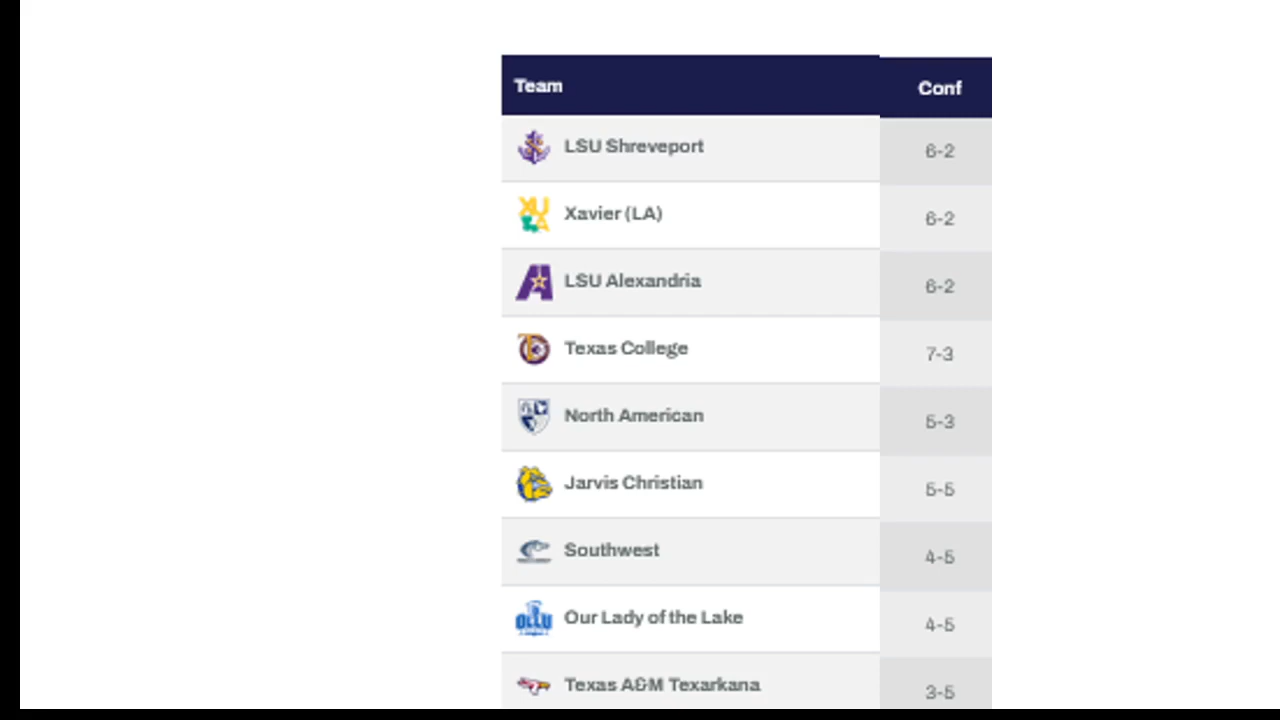 Team Conf
LSU Shreveport 6-2
Xavier (LA) 6-2
LSU Alexandria 6-2
Texas College 7-3
North American 5-3
Jarvis Christian 5-5
Southwest 4-5
OLLU Our Lady of the Lake 4-5
Texas A&M Texarkana 3-5